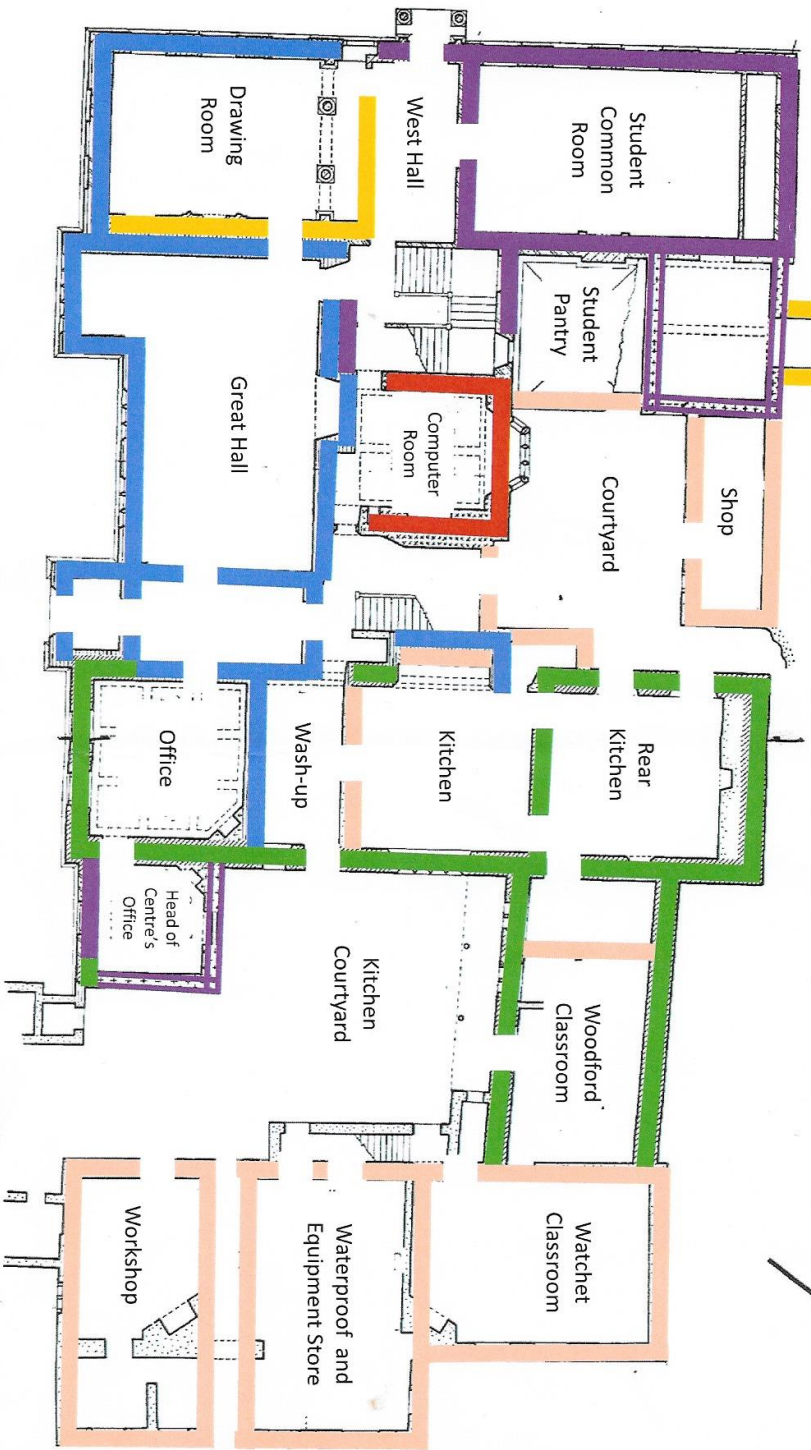 Drawing
Room
West Hall
Student
Common
Room
Student
Pantry
Great Hall
Computer
Room
Courtyard
Shop
Office
Wash-up
Kitchen
Rear
Kitchen
Head of
Centre's
Office
Kitchen
Courtyard
Woodford
Classroom
Workshop
Waterproof and
Equipment Store
Watchet
Classroom